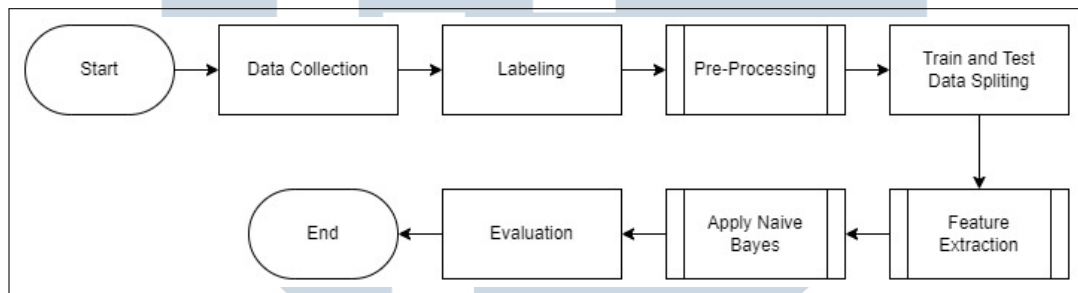 Start
Data Collection
Labeling
Pre-Processing
Train and Test
Data Spliting
Feature
Extraction
Apply Naive
Bayes
Evaluation
End